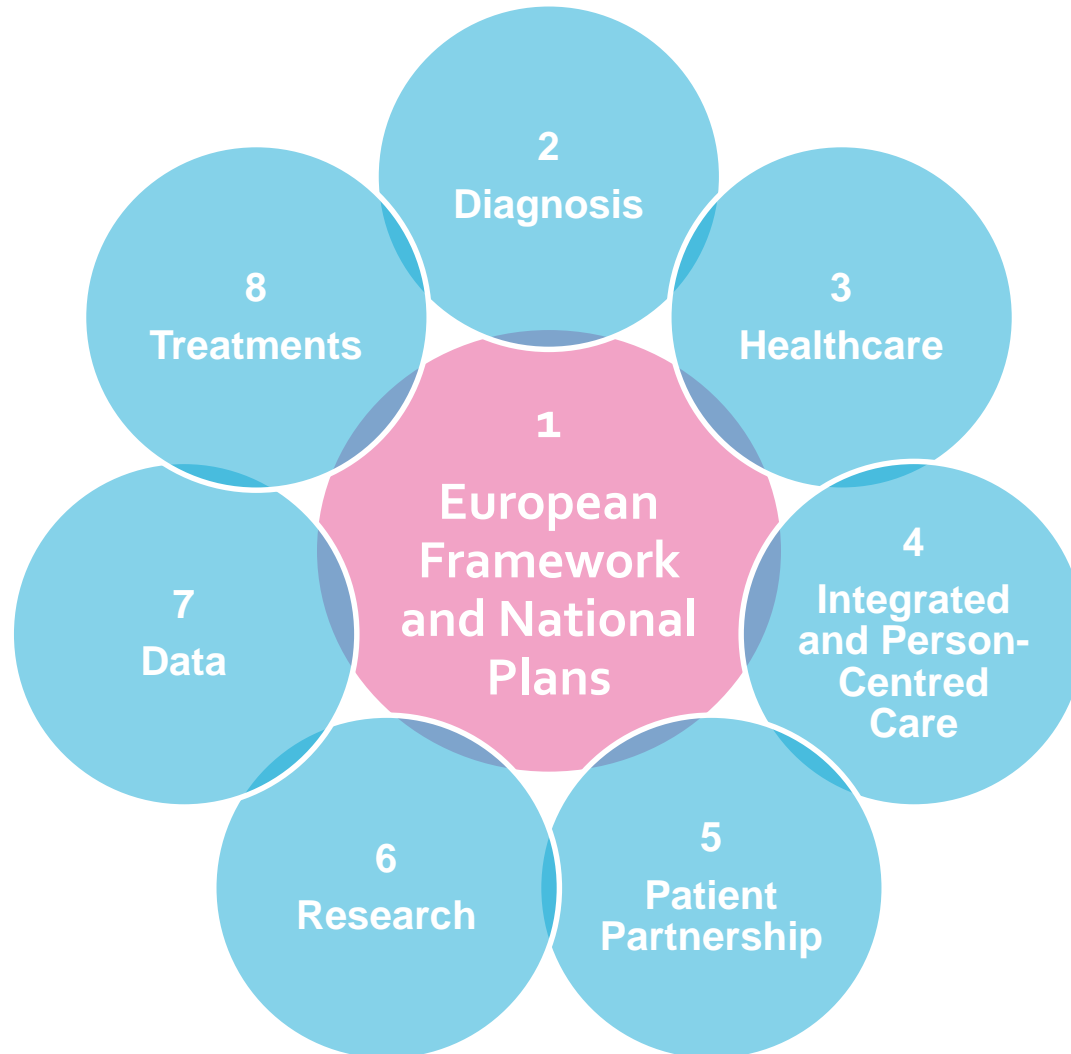 1
European
Framework
and National
Plans
2
Diagnosis
3
Healthcare
4
Integrated
and Person-
Centred
Care
5
Patient
Partnership
6
Research
7
Data
8
Treatments